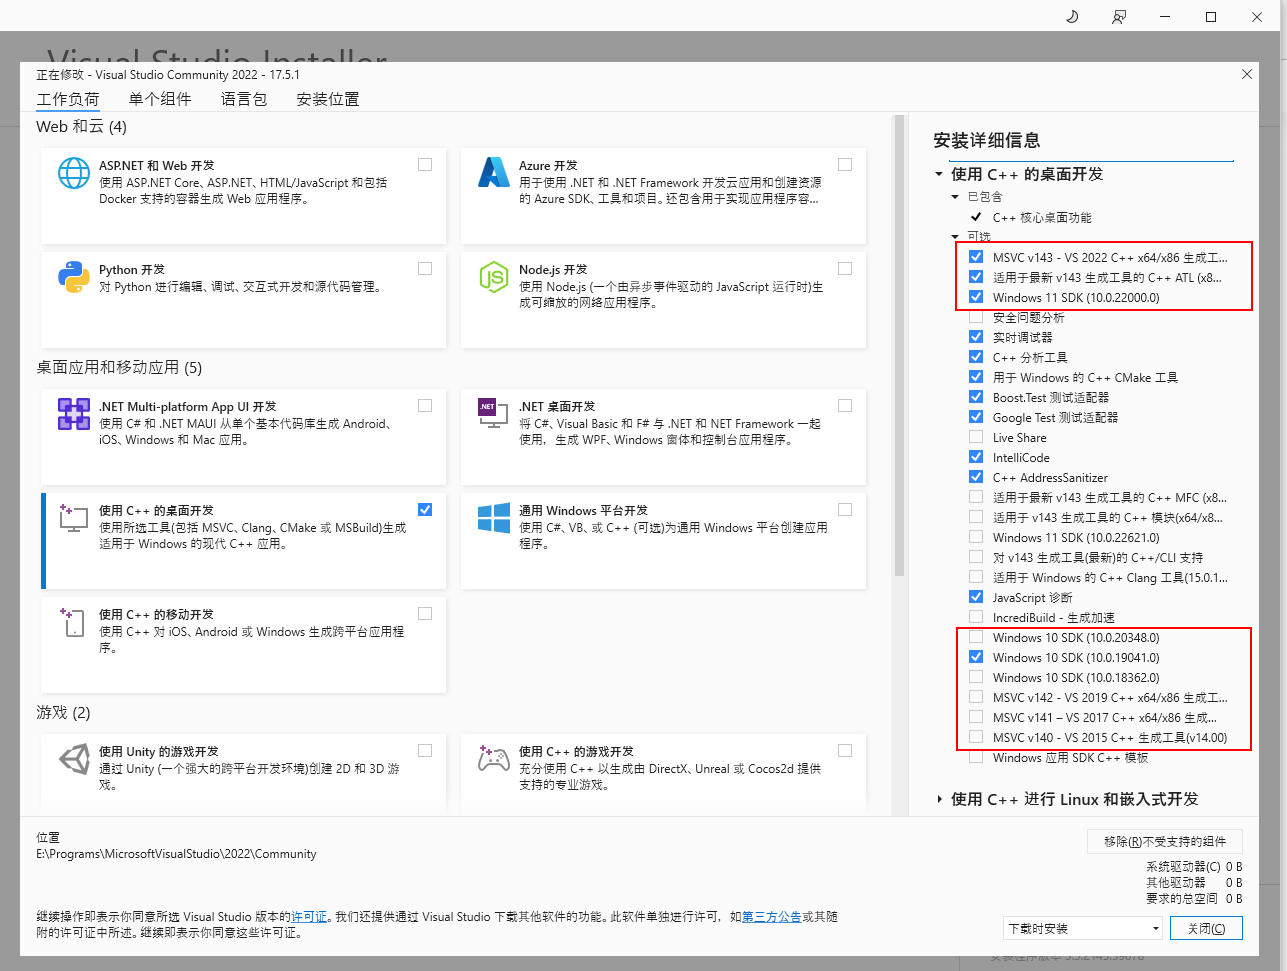 Visual Studio Installer
正在修改 - Visual Studio Community 2022 - 17.5.1
工作负荷 单个组件 语言包 安装位置
Web 和云 (4)
ASP.NET 和 Web 开发
使用 ASP.NET Core、ASP.NET、HTML/JavaScript 和包括
Docker 支持的容器生成 Web 应用程序。
Azure 开发
用于使用 .NET 和 .NET Framework 开发云应用和创建资源
的 Azure SDK、工具和项目。还包含用于实现应用程序容...
Python 开发
对 Python 进行编辑、调试、交互式开发和源代码管理。
Node.js 开发
使用 Node.js (一个由异步事件驱动的 JavaScript 运行时)生
成可缩放的网络应用程序。
桌面应用和移动应用 (5)
.NET Multi-platform App UI 开发
使用 C# 和 .NET MAUI 从单个基本代码库生成 Android、
iOS、Windows 和 Mac 应用。
.NET
.NET 桌面开发
将 C#、Visual Basic 和 F# 与 .NET 和 .NET Framework 一起
使用，生成 WPF、Windows 窗体和控制台应用程序。
使用 C++ 的桌面开发
使用所选工具(包括 MSVC、Clang、CMake 或 MSBuild)生成
适用于 Windows 的现代 C++ 应用。
通用 Windows 平台开发
使用 C#、VB、或 C++ (可选)为通用 Windows 平台创建应用
程序。
使用 C++ 的移动开发
使用 C++ 对 iOS、Android 或 Windows 生成跨平台应用程
序。
游戏 (2)
使用 Unity 的游戏开发
通过 Unity (一个强大的跨平台开发环境)创建 2D 和 3D 游
戏。
使用 C++ 的游戏开发
充分使用 C++ 以生成由 DirectX、Unreal 或 Cocos2d 提供
支持的专业游戏。
安装详细信息
使用 C++ 的桌面开发
已包含
C++ 核心桌面功能
可选
MSVC v143 - VS 2022 C++ x64/x86 生成工...
适用于最新 v143 生成工具的 C++ ATL (x8...
Windows 11 SDK (10.0.22000.0)
安全问题分析
实时调试器
C++ 分析工具
用于 Windows 的 C++ CMake 工具
Boost.Test 测试适配器
Google Test 测试适配器
Live Share
IntelliCode
C++ AddressSanitizer
适用于最新 v143 生成工具的 C++ MFC (x8...
适用于 v143 生成工具的 C++ 模块(x64/x8...
Windows 11 SDK (10.0.22621.0)
对 v143 生成工具(最新)的 C++/CLI 支持
适用于 Windows 的 C++ Clang 工具(15.0.1...
JavaScript 诊断
IncrediBuild - 生成加速
Windows 10 SDK (10.0.20348.0)
Windows 10 SDK (10.0.19041.0)
Windows 10 SDK (10.0.18362.0)
MSVC v142 - VS 2019 C++ x64/x86 生成工...
MSVC v141 – VS 2017 C++ x64/x86 生成...
MSVC v140 - VS 2015 C++ 生成工具(v14.00)
Windows 应用 SDK C++ 模板
使用 C++ 进行 Linux 和嵌入式开发
位置
E:\Programs\MicrosoftVisualStudio\2022\Community
移除(R)不受支持的组件
系统驱动器(C) 0 B
其他驱动器 0 B
要求的总空间 0 B
继续操作即表示你同意所选 Visual Studio 版本的许可证。我们还提供通过 Visual Studio 下载其他软件的功能。此软件单独进行许可，如第三方公告或其随
附的许可证中所述。继续即表示你同意这些许可证。
下载时安装
关闭(C)